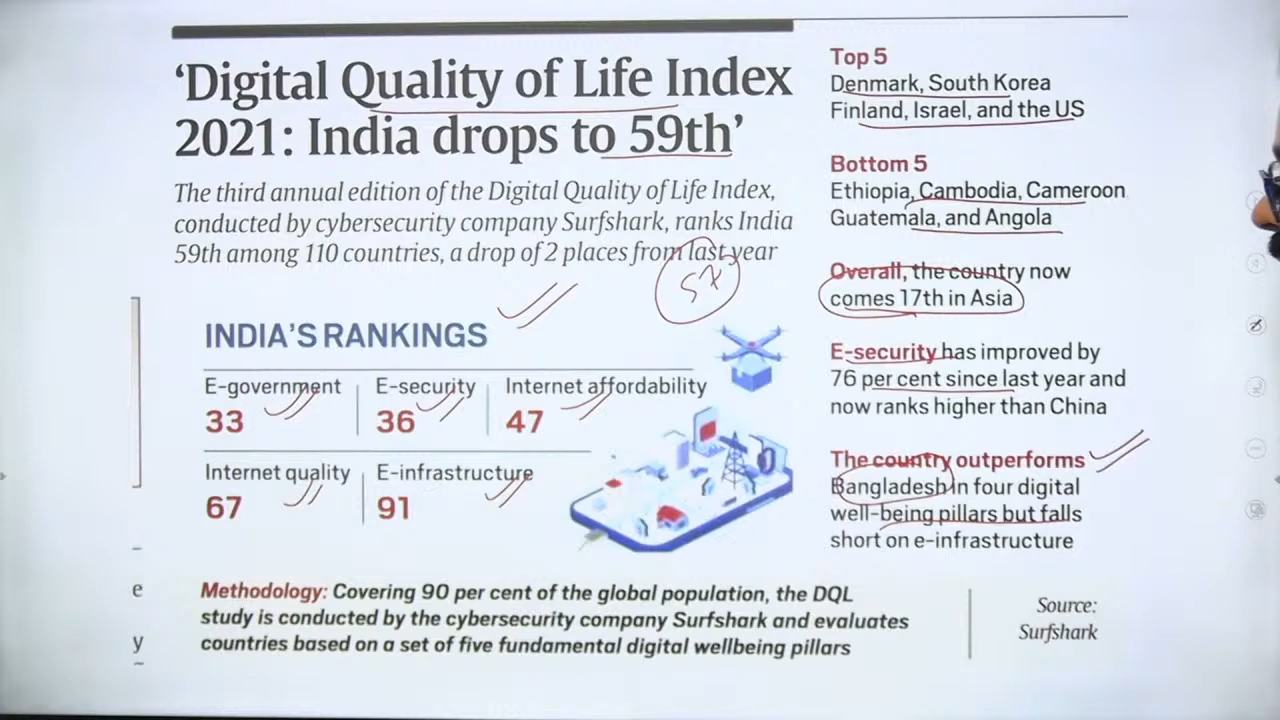 ‘Digital Quality of Life Index
2021: India drops to 59th’
The third annual edition of the Digital Quality of Life Index,
conducted by cybersecurity company Surfshark, ranks India
59th among 110 countries, a drop of 2 places from last year
57
INDIA'S RANKINGS
E-government
33
E-security
36
Internet affordability
47
Internet quality
67
E-infrastructure
91
Top 5
Denmark, South Korea
Finland, Israel, and the US
Bottom 5
Ethiopia, Cambodia, Cameroon
Guatemala, and Angola
Overall, the country now
comes 17th in Asia
E-security has improved by
76 per cent since last year and
now ranks higher than China
The country outperforms
Bangladesh in four digital
well-being pillars but falls
short on e-infrastructure
e
y
Methodology: Covering 90 per cent of the global population, the DQL
study is conducted by the cybersecurity company Surfshark and evaluates
countries based on a set of five fundamental digital wellbeing pillars
Source:
Surfshark